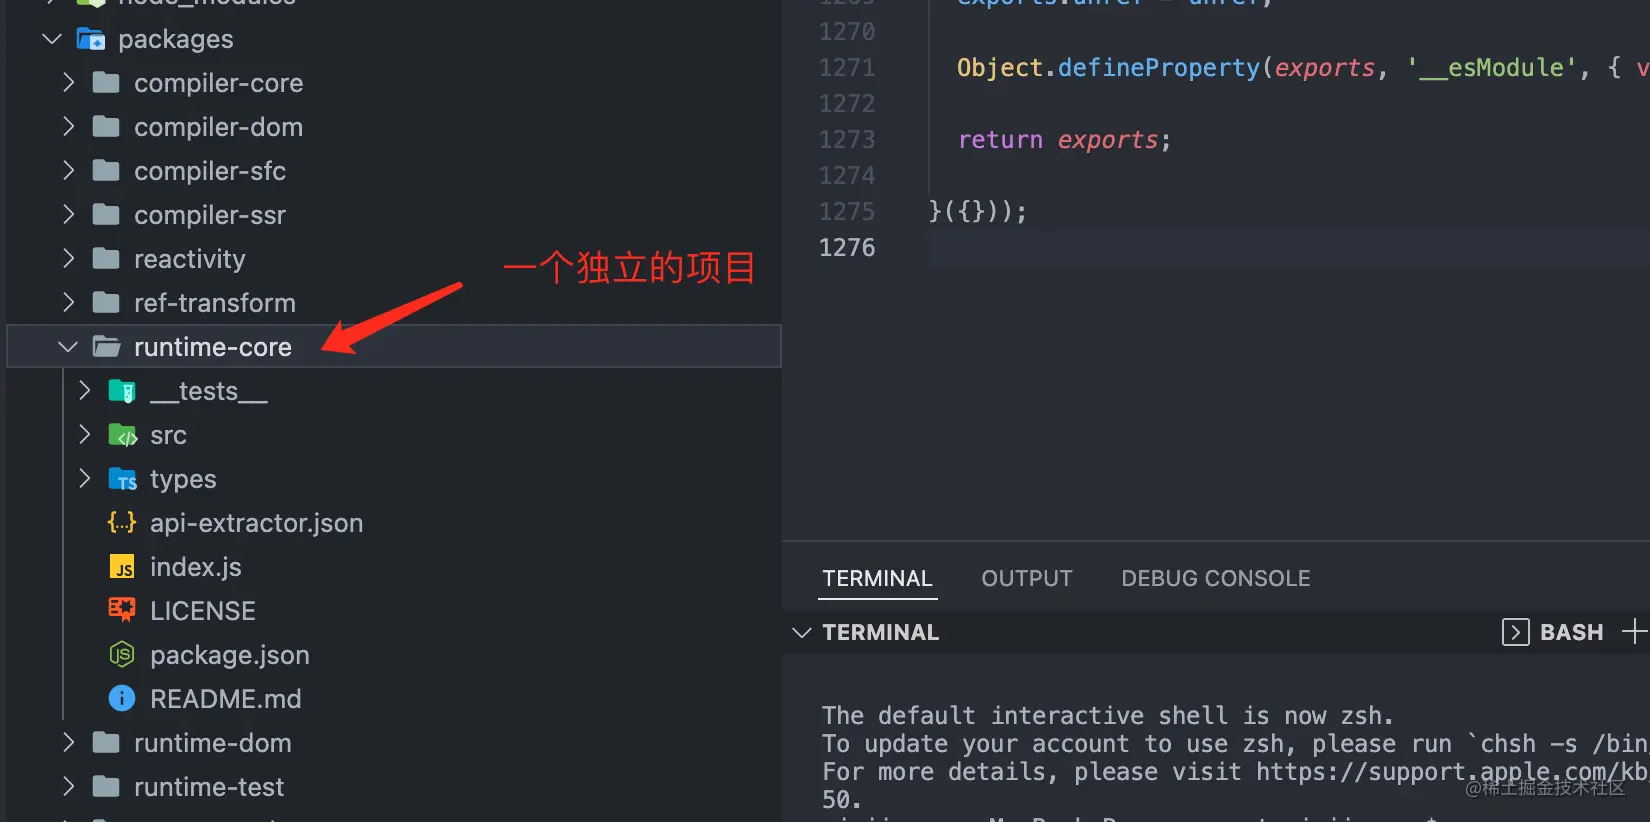 node_modules
packages
compiler-core
compiler-dom
compiler-sfc
compiler-ssr
reactivity
ref-transform
runtime-core
一个独立的项目
__tests__
src
types
api-extractor.json
index.js
LICENSE
package.json
README.md
runtime-dom
runtime-test
exports.unref = unref;
1270
1271 Object.defineProperty(exports, '__esModule', { v
1272
1273 return exports;
1274
1275 }({}));
1276
TERMINAL OUTPUT DEBUG CONSOLE
TERMINAL BASH
The default interactive shell is now zsh.
To update your account to use zsh, please run `chsh -s /bin/
For more details, please visit https://support.apple.com/kb/
50.
@稀土掘金技术社区